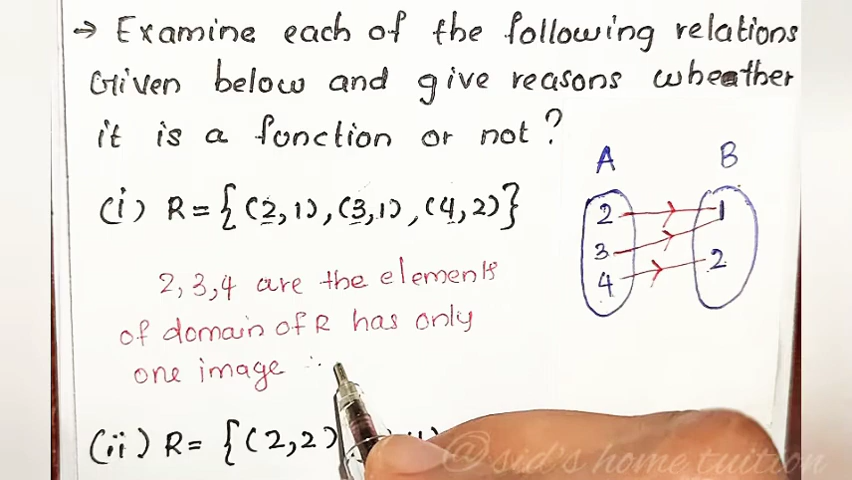 → Examine each of the following relations
Given below and give reasons wheather
it is a function or not?
A B
(i) R = {(2,1), (3,1), (4,2)}
2 1
3
4 2
2,3,4 are the elements
of domain of R has only
one image ∴
(ii) R = {(2,2)
@sid's home tuition